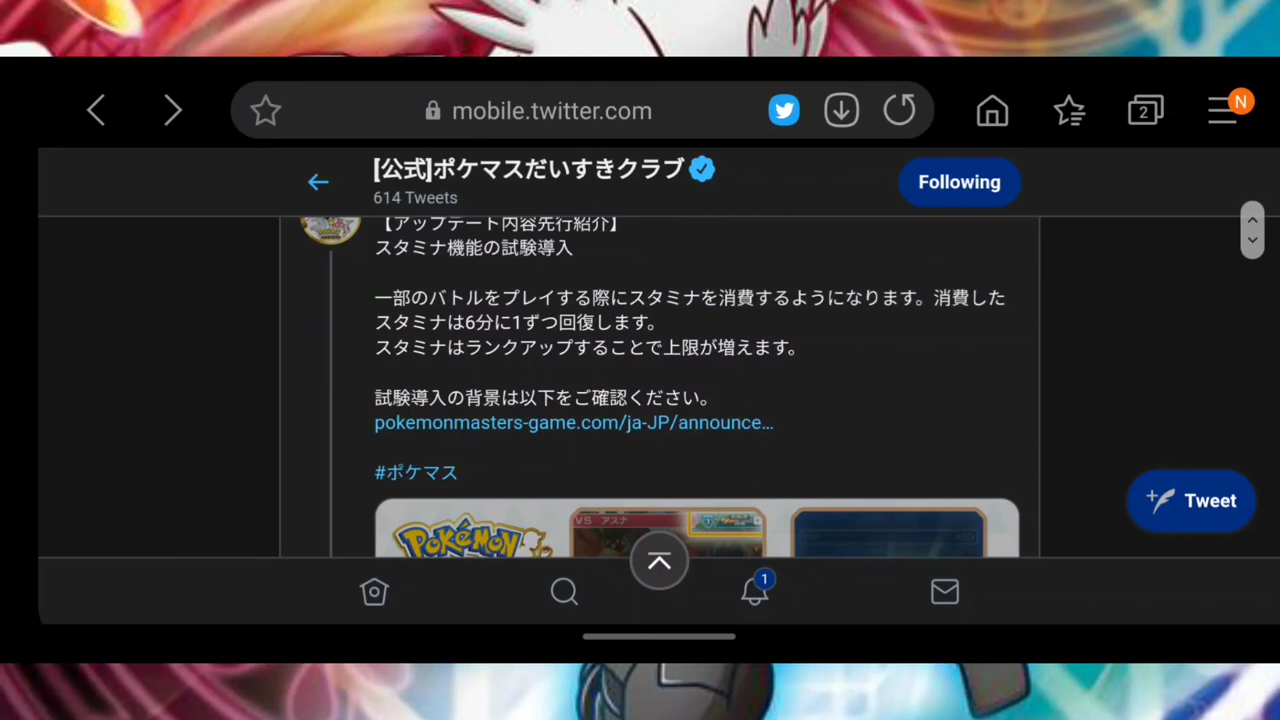 mobile.twitter.com
2
N
[公式]ポケマスだいすきクラブ
614 Tweets
Following
【アップデート内容先行紹介】
スタミナ機能の試験導入
一部のバトルをプレイする際にスタミナを消費するようになります。消費した
スタミナは6分に1ずつ回復します。
スタミナはランクアップすることで上限が増えます。
試験導入の背景は以下をご確認ください。
pokemonmasters-game.com/ja-JP/announce…
#ポケマス
Tweet
POKéMON
VS アスナ
1